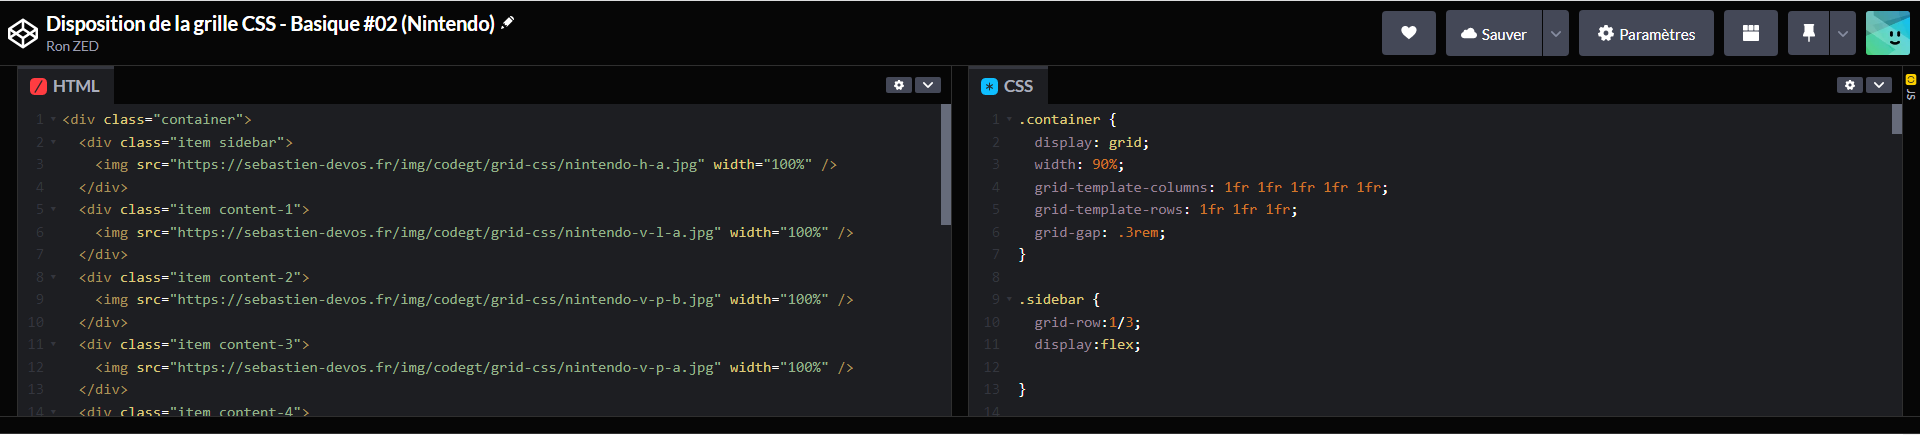 Disposition de la grille CSS - Basique #02 (Nintendo)
Ron ZED
Sauver
Paramètres
HTML
1 <div class="container">
2 <div class="item sidebar">
3 <img src="https://sebastien-devos.fr/img/codegt/grid-css/nintendo-h-a.jpg" width="100%" />
4 </div>
5 <div class="item content-1">
6 <img src="https://sebastien-devos.fr/img/codegt/grid-css/nintendo-v-l-a.jpg" width="100%" />
7 </div>
8 <div class="item content-2">
9 <img src="https://sebastien-devos.fr/img/codegt/grid-css/nintendo-v-p-b.jpg" width="100%" />
10 </div>
11 <div class="item content-3">
12 <img src="https://sebastien-devos.fr/img/codegt/grid-css/nintendo-v-p-a.jpg" width="100%" />
13 </div>
14 <div class="item content-4">
CSS
1 .container {
2 display: grid;
3 width: 90%;
4 grid-template-columns: 1fr 1fr 1fr 1fr 1fr;
5 grid-template-rows: 1fr 1fr 1fr;
6 grid-gap: .3rem;
7 }
8
9 .sidebar {
10 grid-row:1/3;
11 display:flex;
12
13 }
14
JS